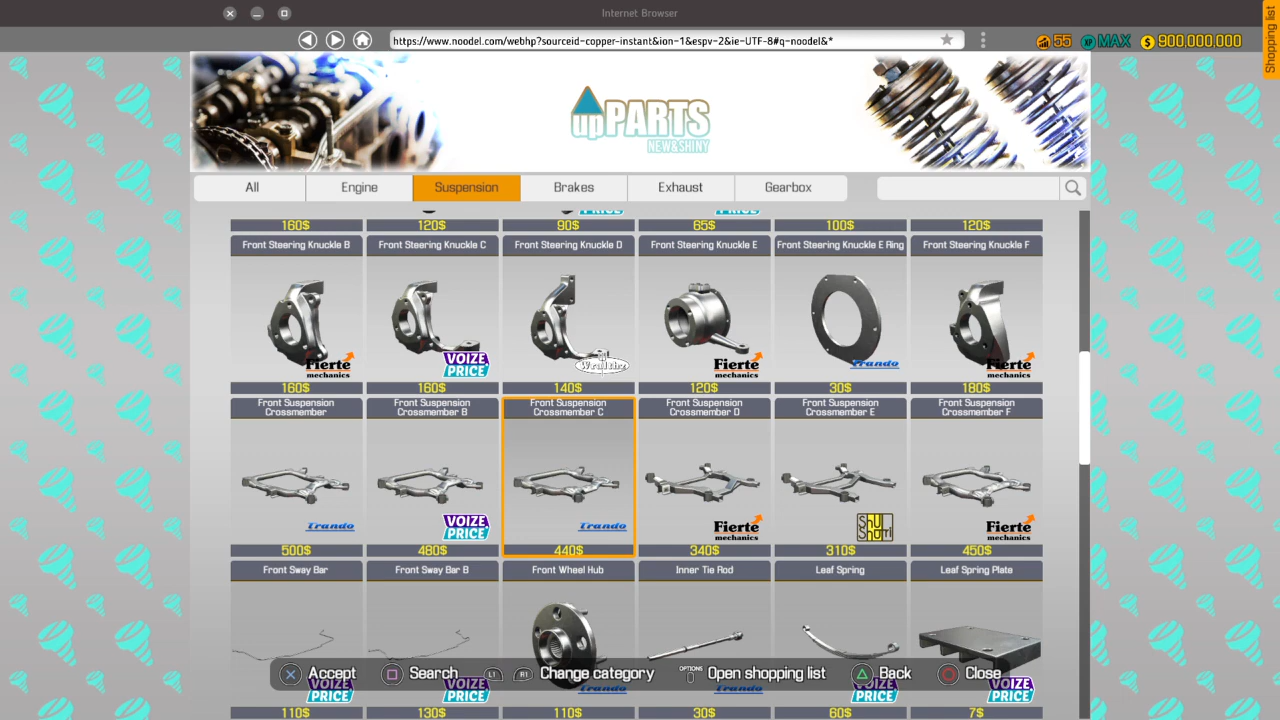 Internet Browser
https://www.noodel.com/webhp?sourceid-copper-instant&ion-1&espv-2&ie-UTF-8#q-noodel&*
55 XP MAX $ 900,000,000
Shopping list
upPARTS
NEW&SHINY
All Engine Suspension Brakes Exhaust Gearbox
PRICE PRICE
160$ 120$ 90$ 65$ 100$ 120$
Front Steering Knuckle B Front Steering Knuckle C Front Steering Knuckle D Front Steering Knuckle E Front Steering Knuckle E Ring Front Steering Knuckle F
Fierte mechanics VOIZE PRICE Fierte mechanics Trando Fierte mechanics
160$ 160$ 140$ 120$ 30$ 180$
Front Suspension Crossmember Front Suspension Crossmember B Front Suspension Crossmember C Front Suspension Crossmember D Front Suspension Crossmember E Front Suspension Crossmember F
Trando VOIZE PRICE Trando Fierte mechanics Fierte mechanics
500$ 480$ 440$ 340$ 310$ 450$
Front Sway Bar Front Sway Bar B Front Wheel Hub Inner Tie Rod Leaf Spring Leaf Spring Plate
Accept Search L1 R1 Change category OPTIONS Open shopping list Back Close
VOIZE PRICE VOIZE PRICE Trando Trando VOIZE PRICE VOIZE PRICE
110$ 130$ 110$ 30$ 60$ 7$